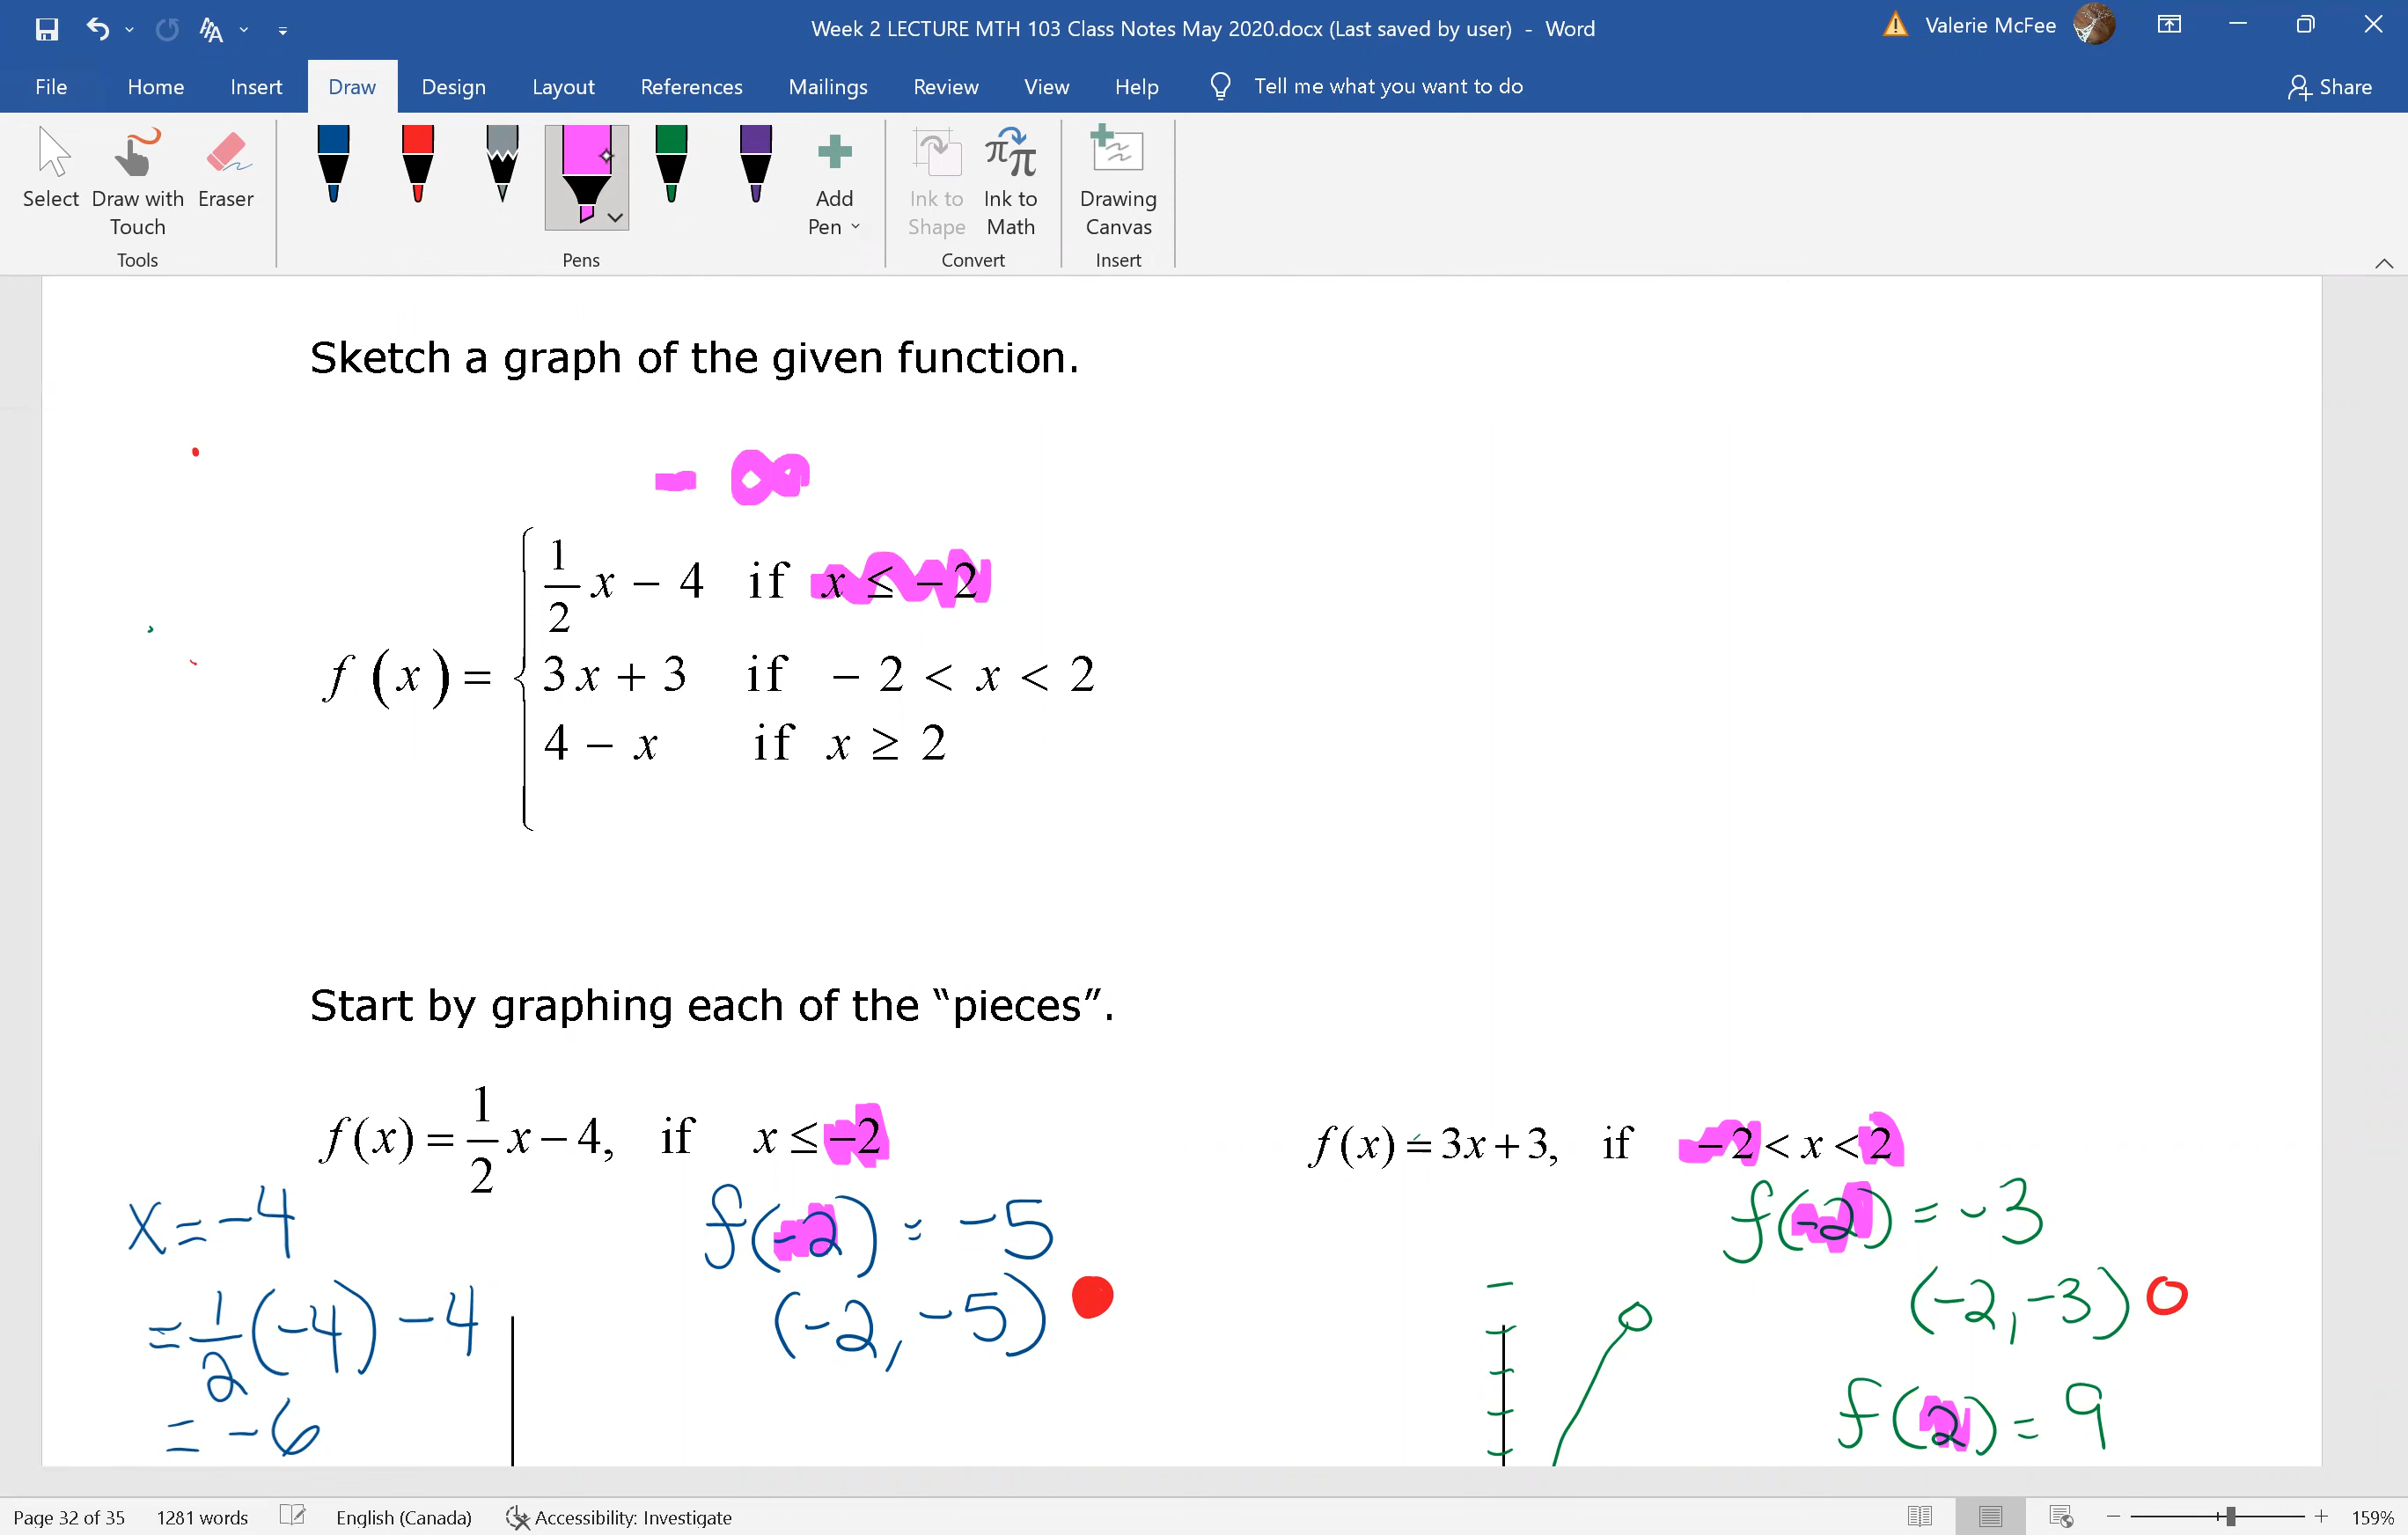 Week 2 LECTURE MTH 103 Class Notes May 2020.docx (Last saved by user) - Word
Valerie McFee
File Home Insert Draw Design Layout References Mailings Review View Help Tell me what you want to do Share
Select Draw with Touch Eraser Add Pen Ink to Shape Ink to Math Drawing Canvas
Tools Pens Convert Insert
Sketch a graph of the given function.
- ∞
1/2 x - 4 if x ≤ -2
f(x) = { 3x + 3 if -2 < x < 2
4 - x if x ≥ 2
Start by graphing each of the “pieces”.
f(x) = 1/2 x - 4, if x ≤ -2
f(x) = 3x + 3, if -2 < x < 2
x = -4
f(-2) = -5
f(-2) = -3
= 1/2 (-4) - 4
(-2, -5)
(-2, -3)
= -6
f(2) = 9
Page 32 of 35 1281 words English (Canada) Accessibility: Investigate 159%